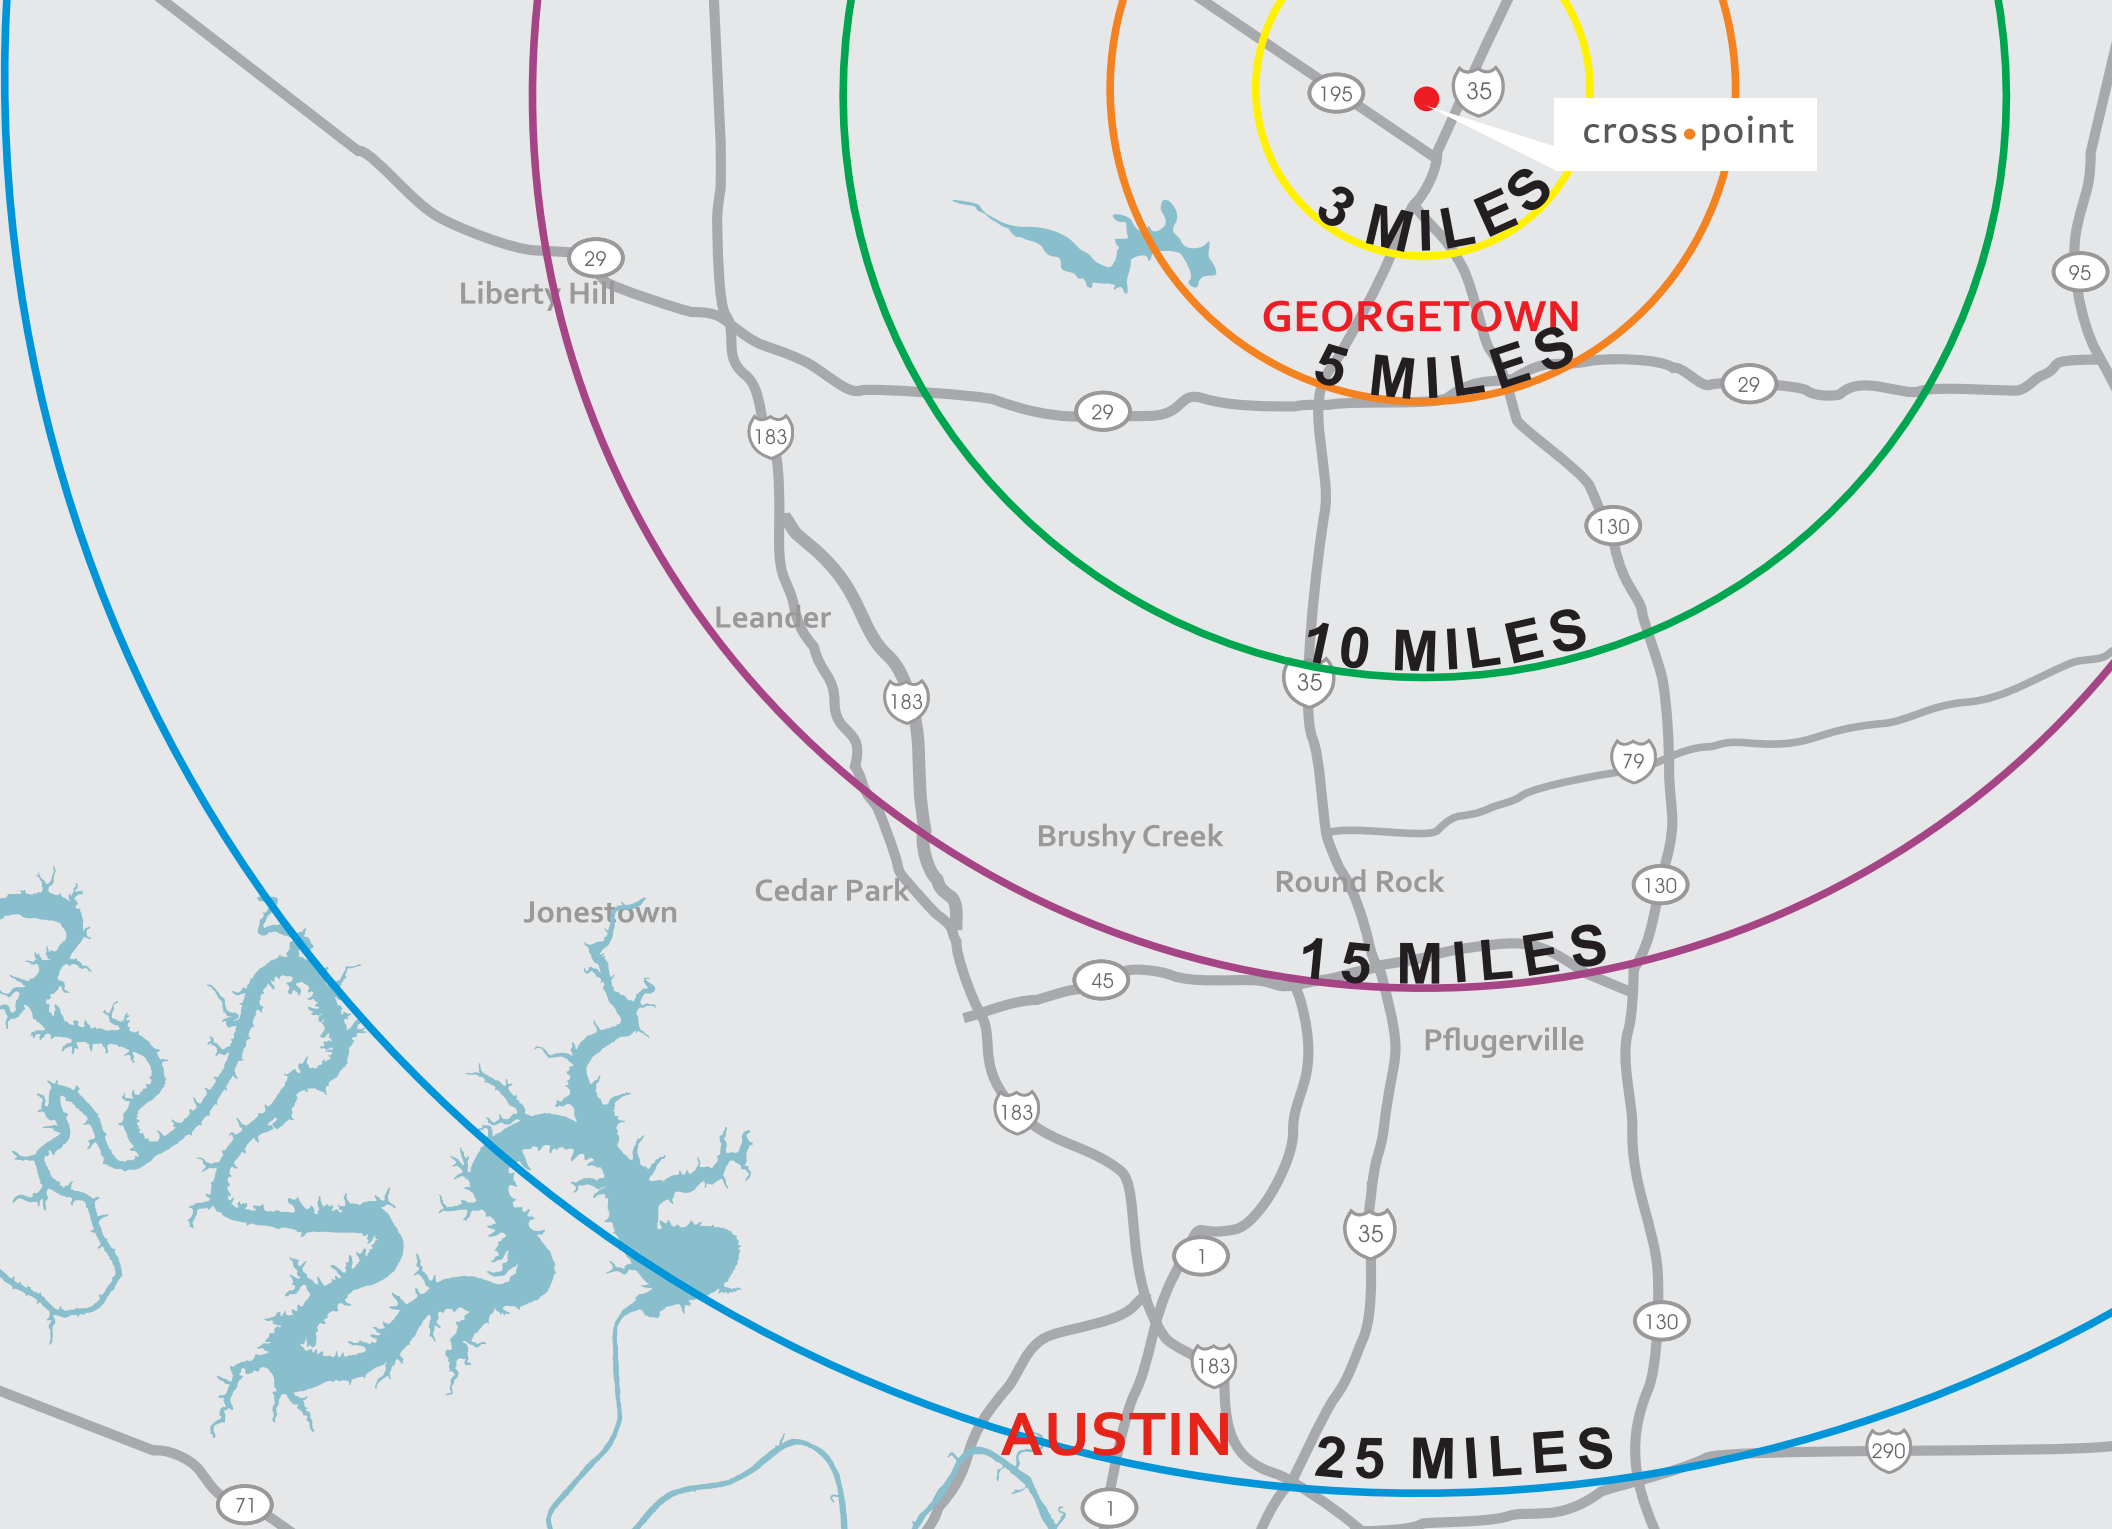 195
35
cross•point
3 MILES
29
Liberty Hill
95
GEORGETOWN
5 MILES
29
29
183
130
Leander
10 MILES
35
183
79
Brushy Creek
Round Rock
130
Cedar Park
Jonestown
15 MILES
45
Pflugerville
183
35
1
130
183
AUSTIN
25 MILES
290
71
1